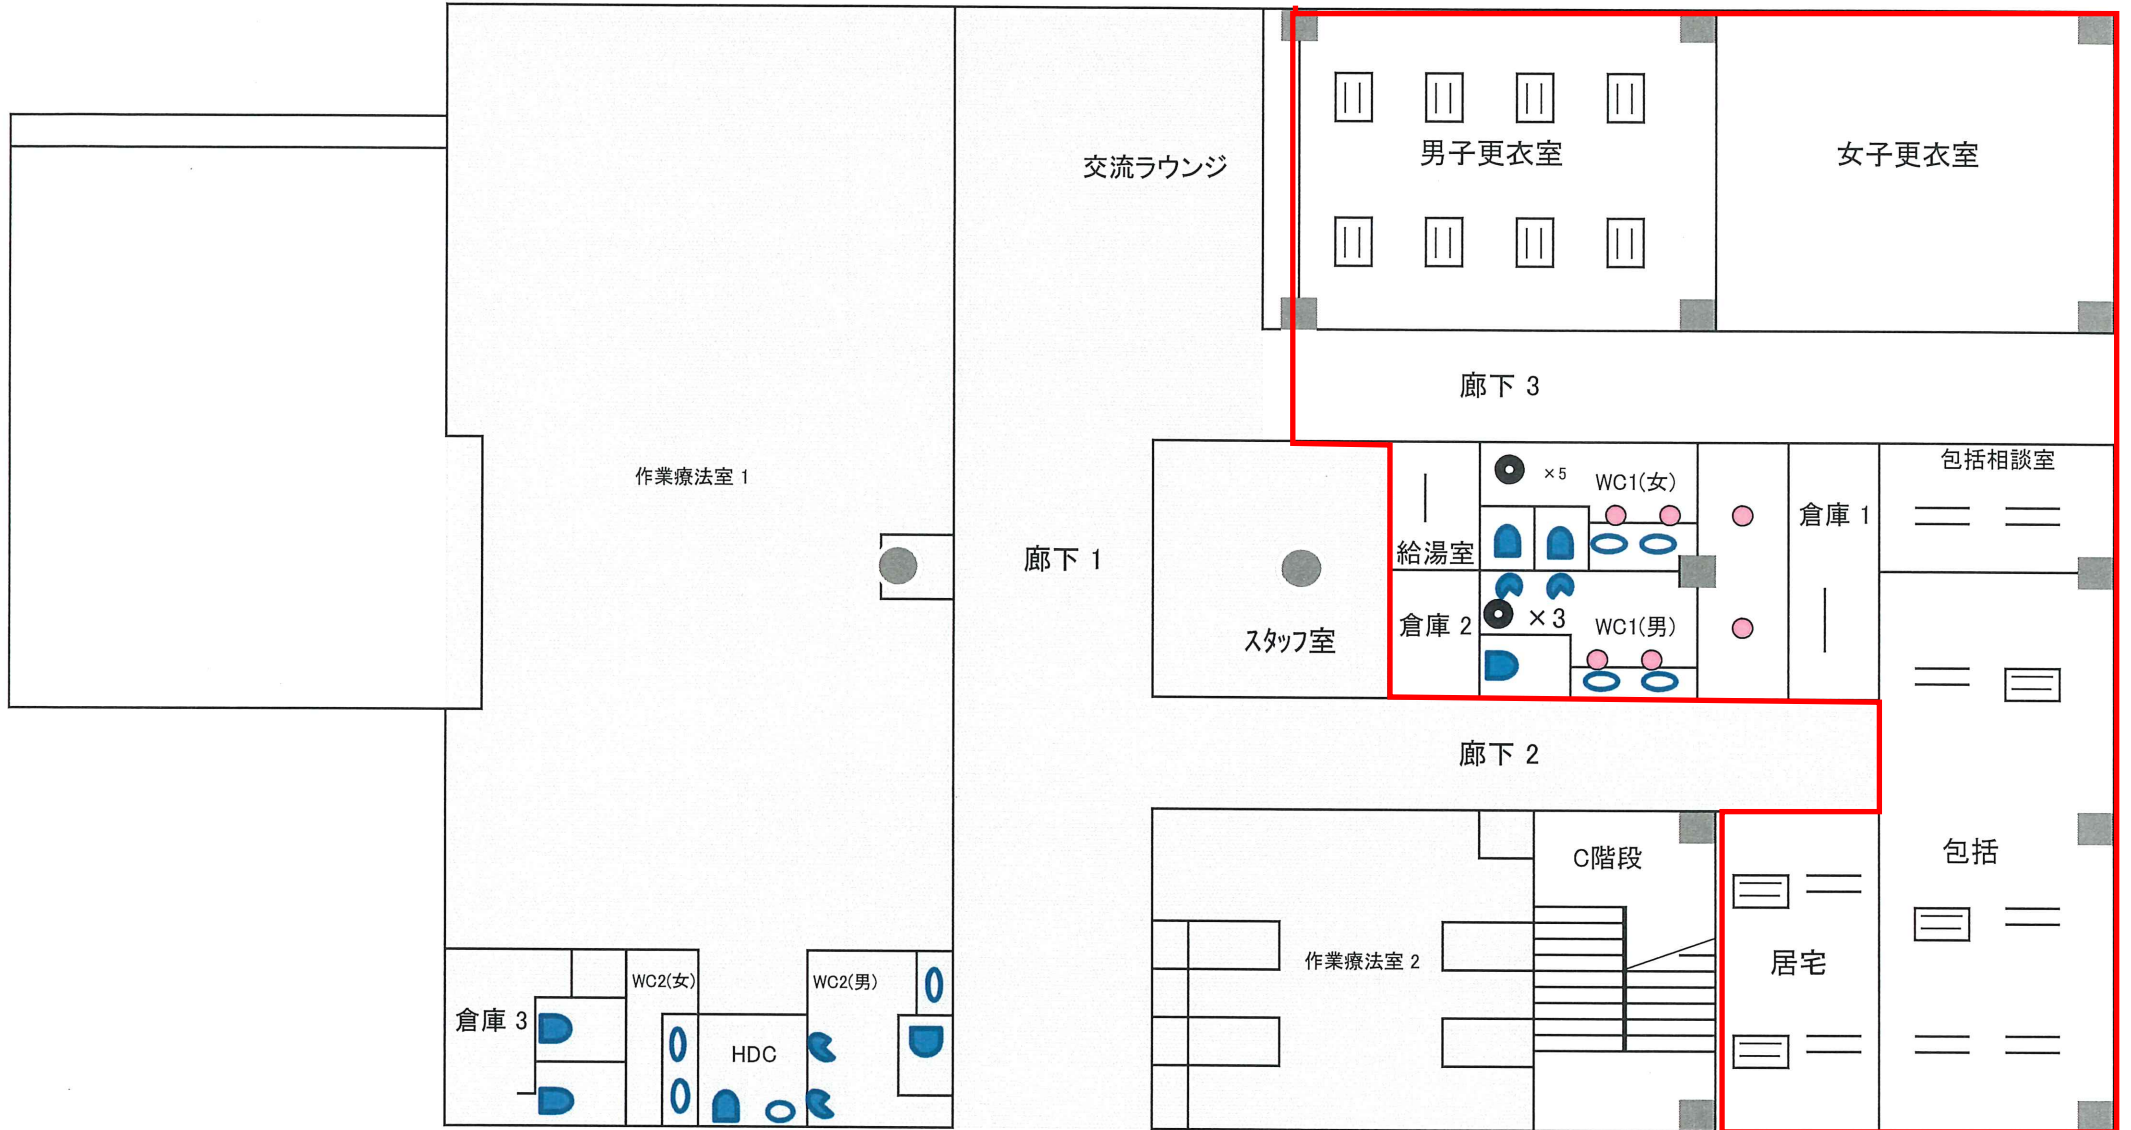 交流ラウンジ
男子更衣室
女子更衣室
廊下 3
作業療法室 1
廊下 1
スタッフ室
給湯室
×5
WC1(女)
倉庫 1
包括相談室
倉庫 2
×3
WC1(男)
廊下 2
C階段
包括
作業療法室 2
居宅
倉庫 3
WC2(女)
HDC
WC2(男)